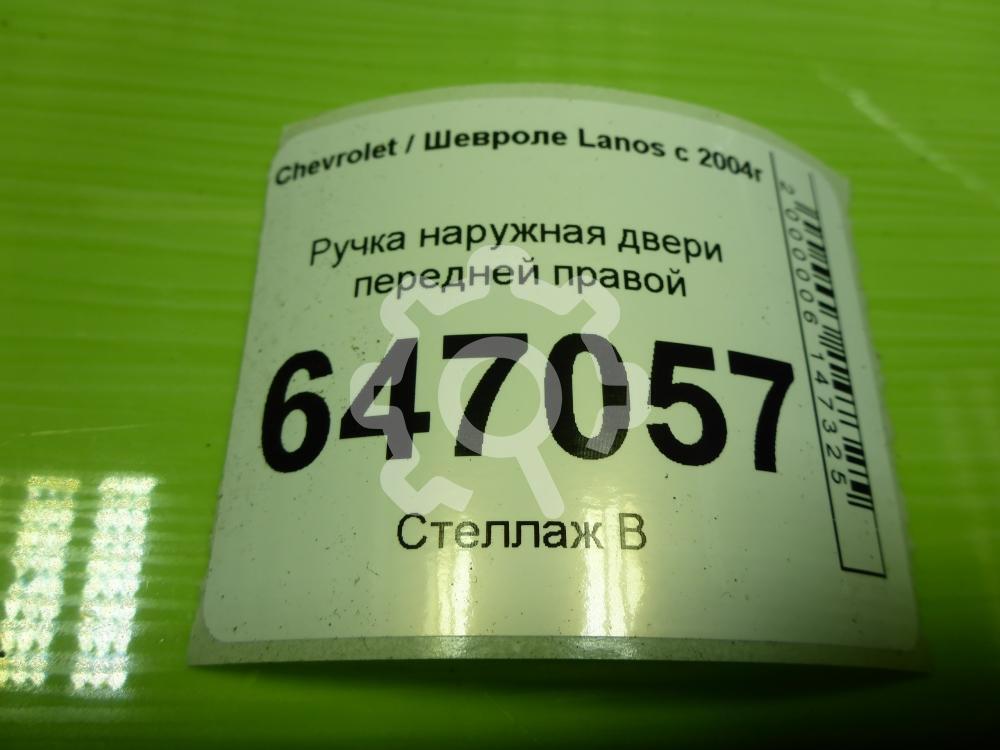 Chevrolet / Шевроле Lanos с 2004г
Ручка наружная двери
передней правой
647057
Стеллаж В
2000006147325